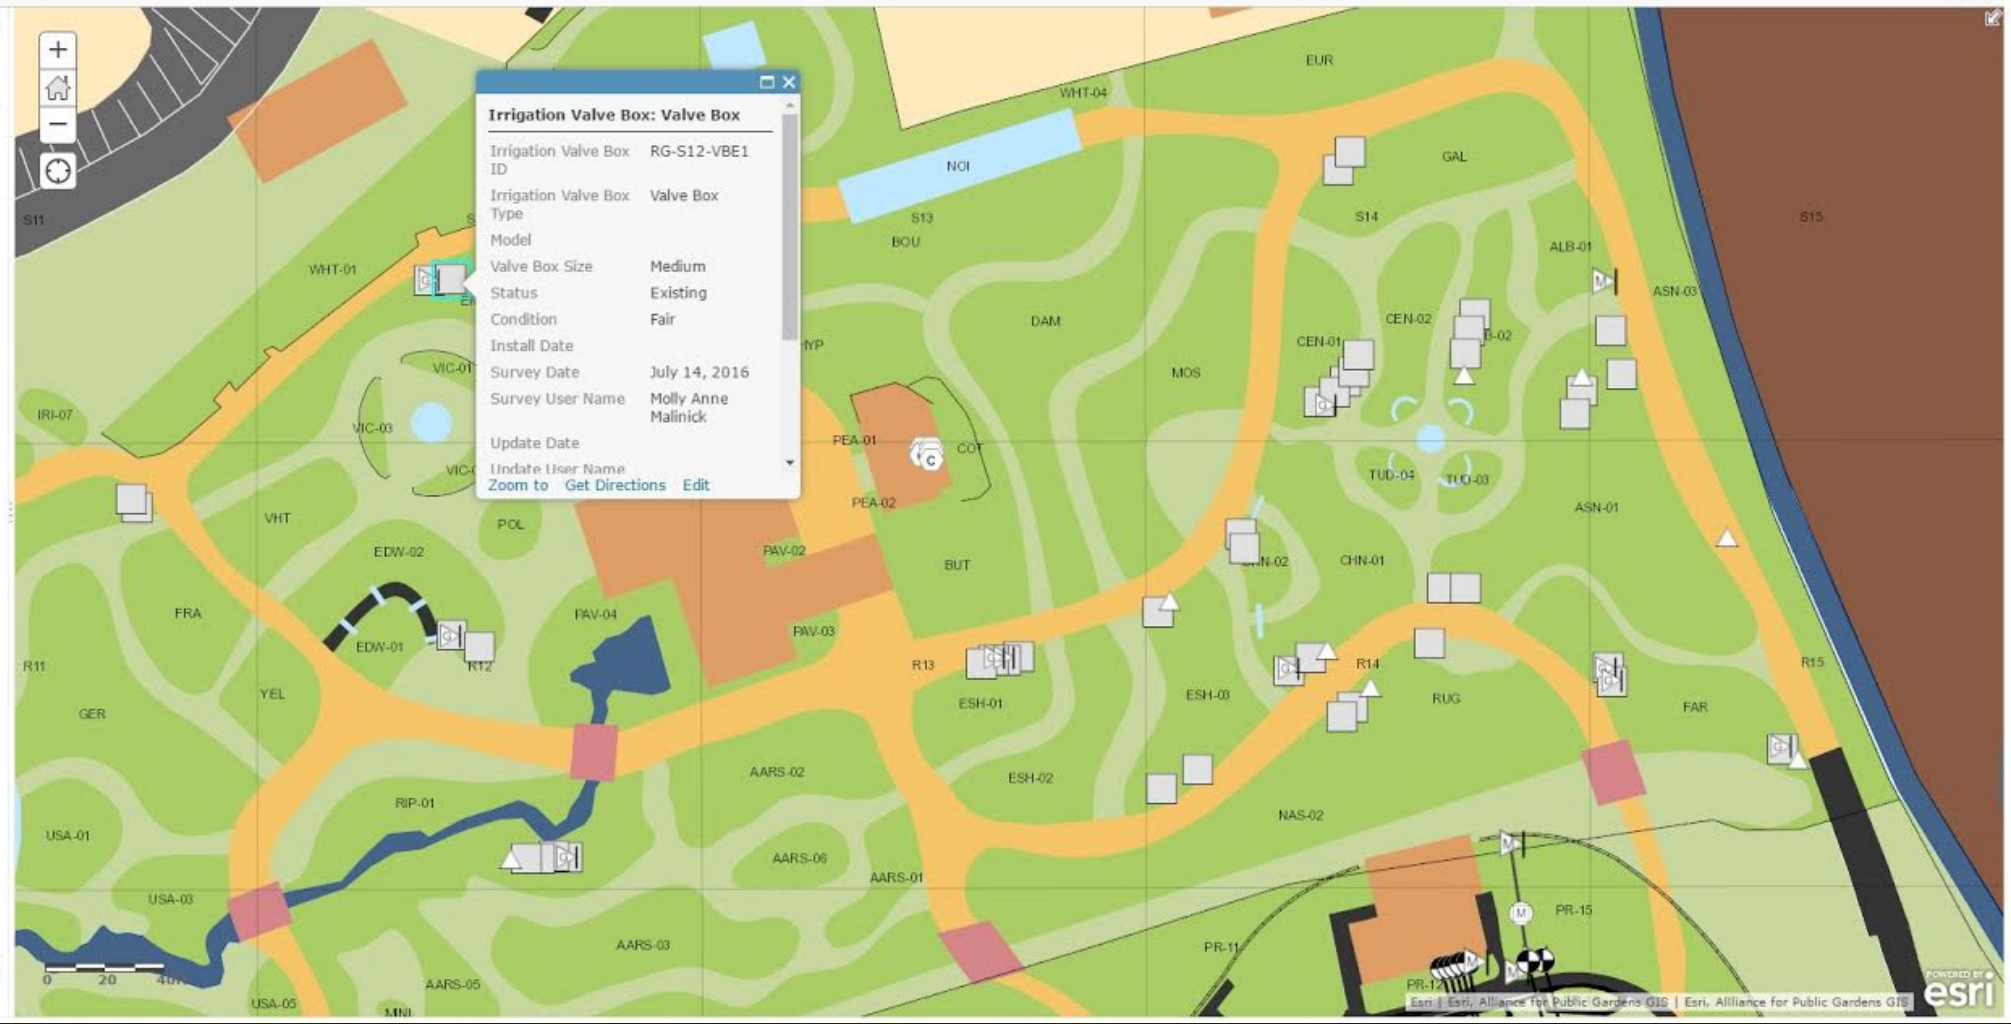 EUR
WHT-04
Irrigation Valve Box: Valve Box
Irrigation Valve Box RG-S12-VBE1
ID
NOI
GAL
Irrigation Valve Box Valve Box
Type
S11
S13
S14
S15
Model
BOU
ALB-01
WHT-01
Valve Box Size Medium
Status Existing
ASN-03
Condition Fair
DAM
CEN-02
Install Date
CEN-01
B-02
VIC-01
Survey Date July 14, 2016
MOS
Survey User Name Molly Anne
Malinick
IRI-07
VIC-03
Update Date
PEA-01
C
COT
Update User Name
TUD-04
TUD-03
Zoom to Get Directions Edit
PEA-02
ASN-01
VHT
POL
EDW-02
PAV-02
BUT
CHN-01
FRA
PAV-04
PAV-03
EDW-01
R11
R12
R13
R14
R15
YEL
GER
ESH-01
ESH-03
RUG
FAR
AARS-02
ESH-02
RIP-01
NAS-02
USA-01
AARS-06
AARS-01
USA-03
M
PR-15
AARS-03
PR-11
0 20
AARS-05
PR-12
USA-05
Esri | Esri, Alliance for Public Gardens GIS | Esri, Allliance for Public Gardens GIS
POWERED BY
esri